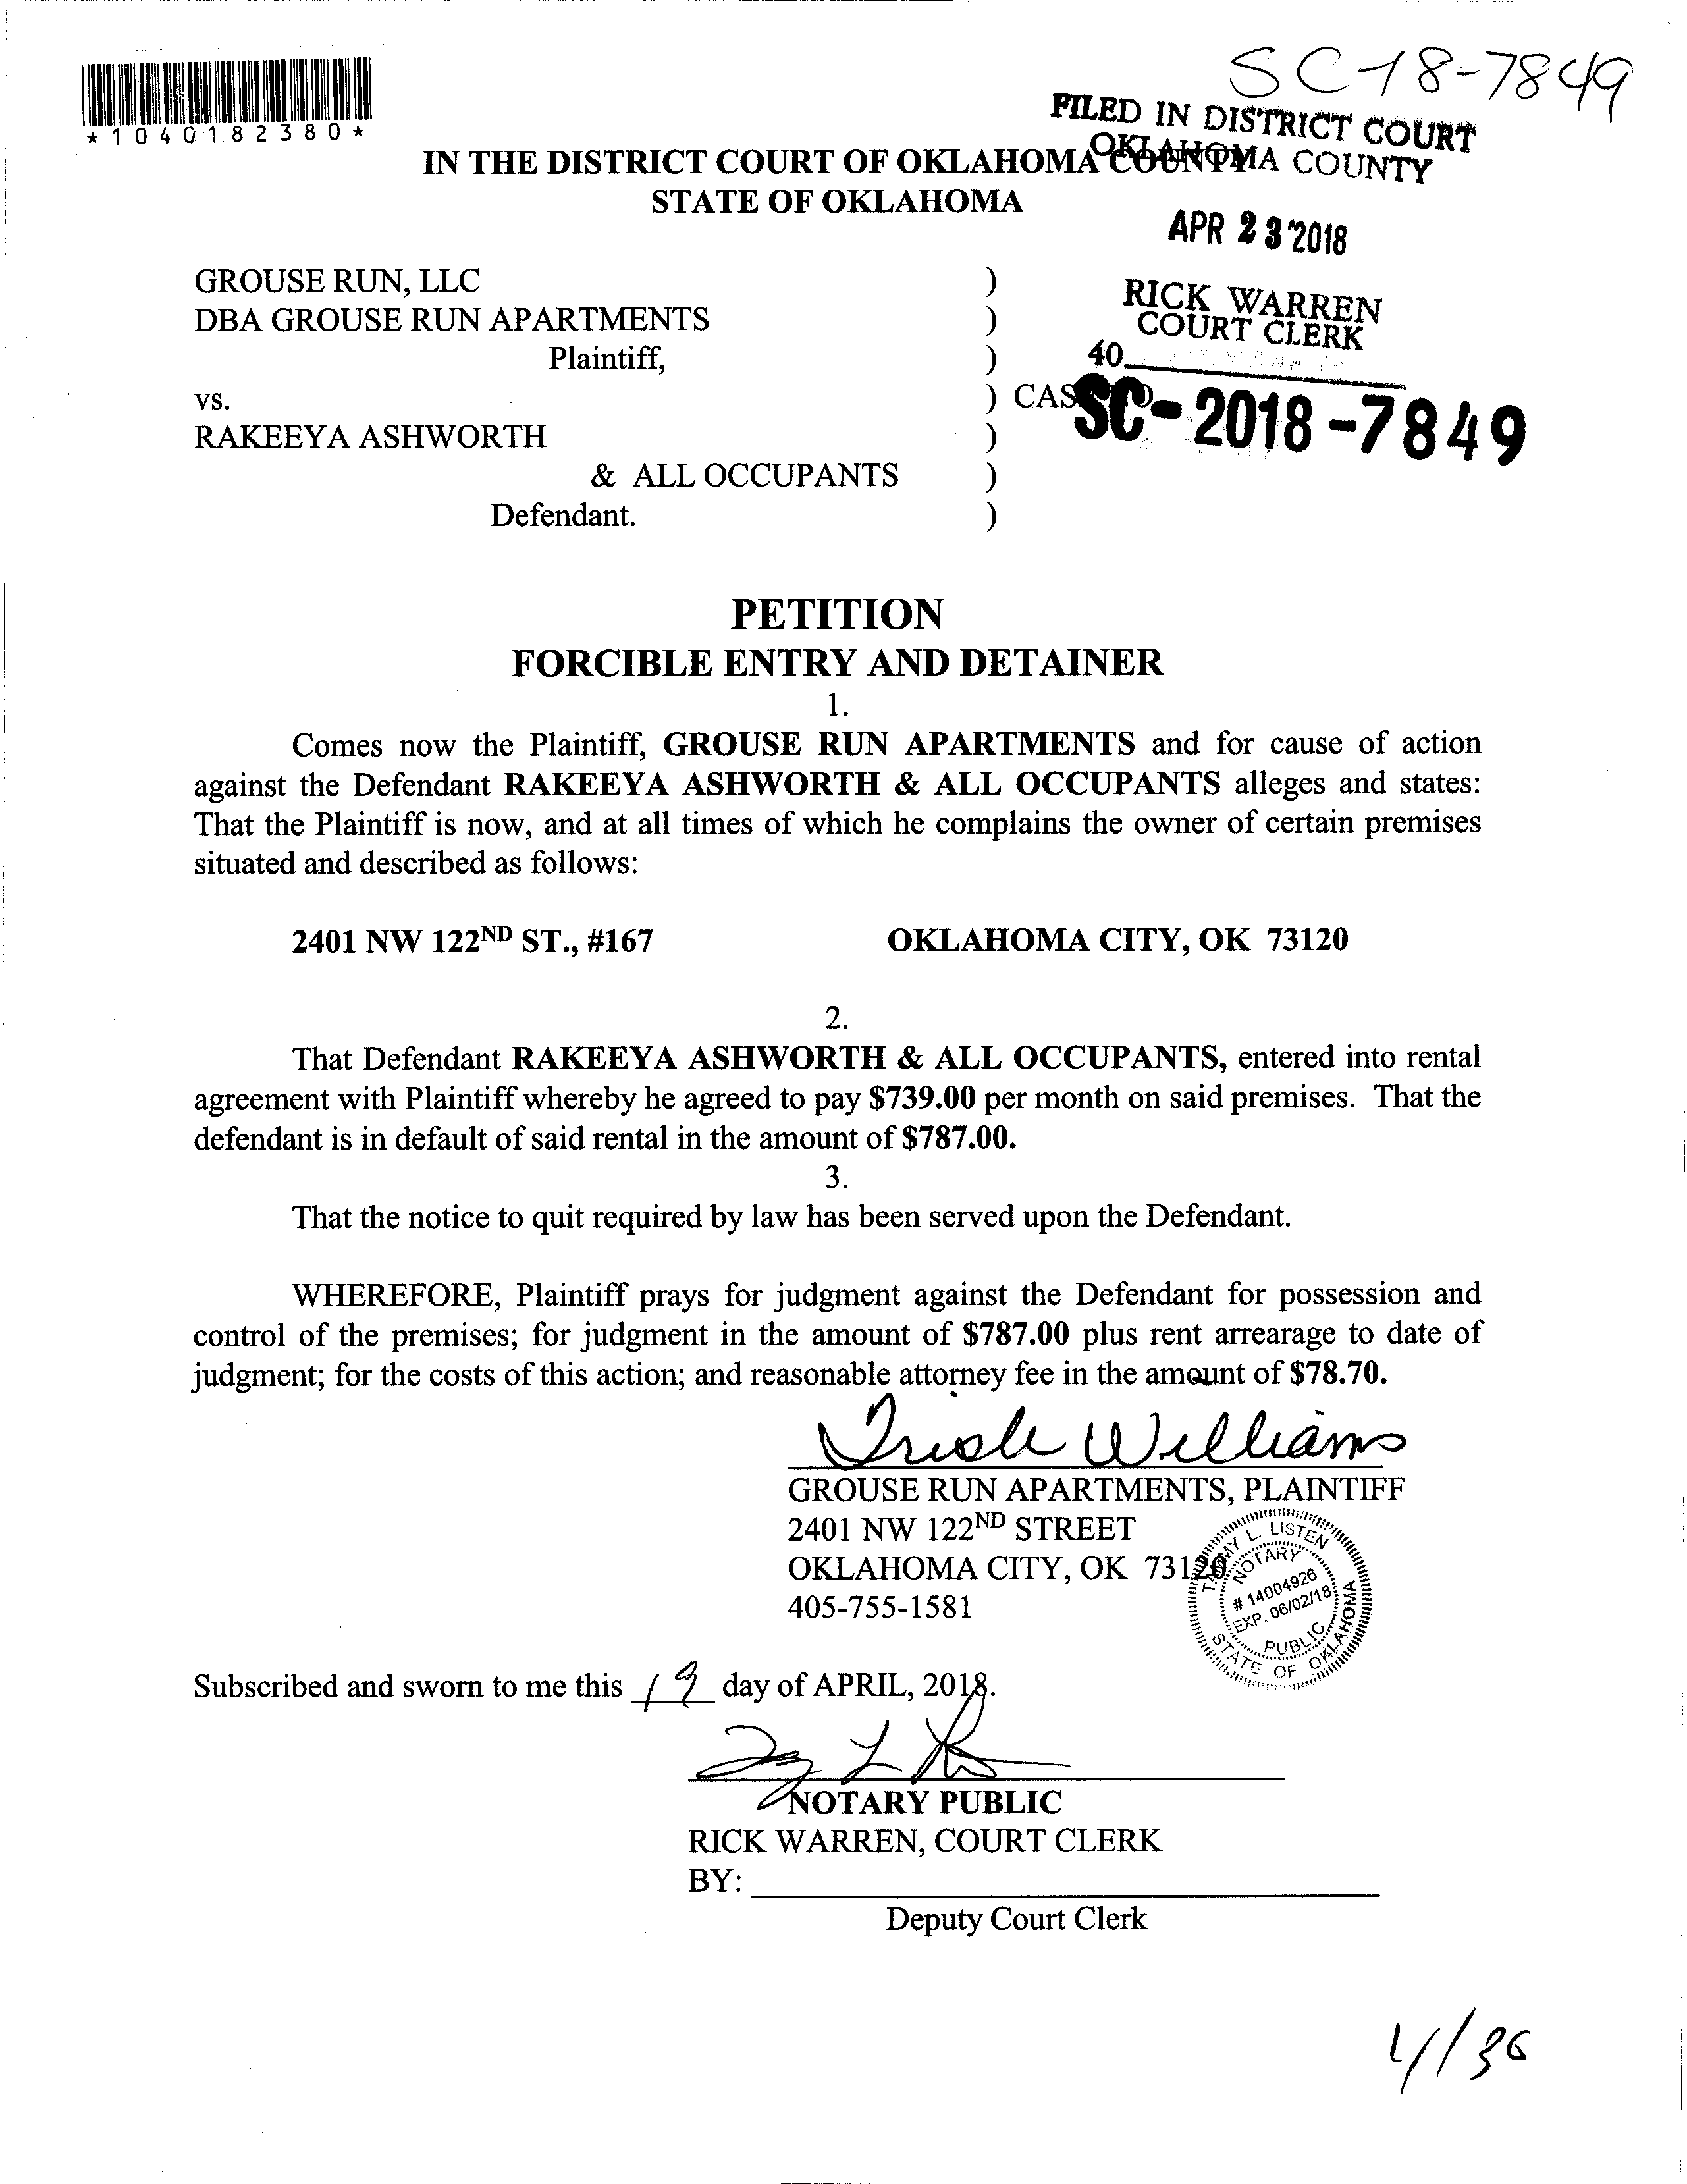 SC-18-7849
*1040182380*
FILED IN DISTRICT COURT
OKLAHOMA COUNTY
IN THE DISTRICT COURT OF OKLAHOMA COUNTY
STATE OF OKLAHOMA
APR 23 2018
RICK WARREN
COURT CLERK
40
GROUSE RUN, LLC )
DBA GROUSE RUN APARTMENTS )
Plaintiff, )
vs. ) CASE NO
SC-2018-7849
RAKEEYA ASHWORTH )
& ALL OCCUPANTS )
Defendant. )
PETITION
FORCIBLE ENTRY AND DETAINER
1.
Comes now the Plaintiff, GROUSE RUN APARTMENTS and for cause of action
against the Defendant RAKEEYA ASHWORTH & ALL OCCUPANTS alleges and states:
That the Plaintiff is now, and at all times of which he complains the owner of certain premises
situated and described as follows:
2401 NW 122ND ST., #167 OKLAHOMA CITY, OK 73120
2.
That Defendant RAKEEYA ASHWORTH & ALL OCCUPANTS, entered into rental
agreement with Plaintiff whereby he agreed to pay $739.00 per month on said premises. That the
defendant is in default of said rental in the amount of $787.00.
3.
That the notice to quit required by law has been served upon the Defendant.
WHEREFORE, Plaintiff prays for judgment against the Defendant for possession and
control of the premises; for judgment in the amount of $787.00 plus rent arrearage to date of
judgment; for the costs of this action; and reasonable attorney fee in the amount of $78.70.
Trish Williams
GROUSE RUN APARTMENTS, PLAINTIFF
2401 NW 122ND STREET
OKLAHOMA CITY, OK 73120
405-755-1581
TAMMY L. LISTEN
NOTARY
# 14004926
EXP. 06/02/18
PUBLIC
STATE OF OKLAHOMA
Subscribed and sworn to me this 19 day of APRIL, 2018.
NOTARY PUBLIC
RICK WARREN, COURT CLERK
BY:
Deputy Court Clerk
4/30